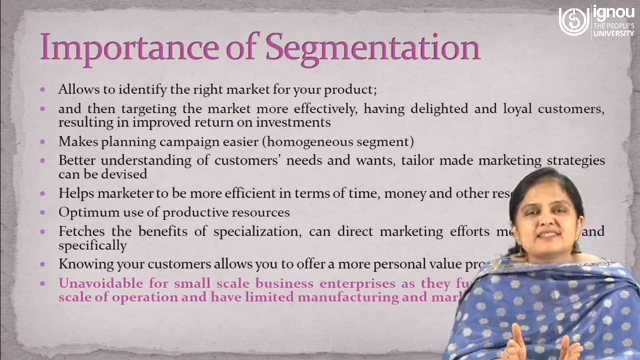 ignou
THE PEOPLE'S
UNIVERSITY
Importance of Segmentation
Allows to identify the right market for your product;
and then targeting the market more effectively, having delighted and loyal customers,
resulting in improved return on investments
Makes planning campaign easier (homogeneous segment)
Better understanding of customers' needs and wants, tailor made marketing strategies
can be devised
Helps marketer to be more efficient in terms of time, money and other
Optimum use of productive resources
Fetches the benefits of specialization, can direct marketing efforts and
specifically
Knowing your customers allows you to offer a more personal value
Unavoidable for small scale business enterprises as they
scale of operation and have limited manufacturing and